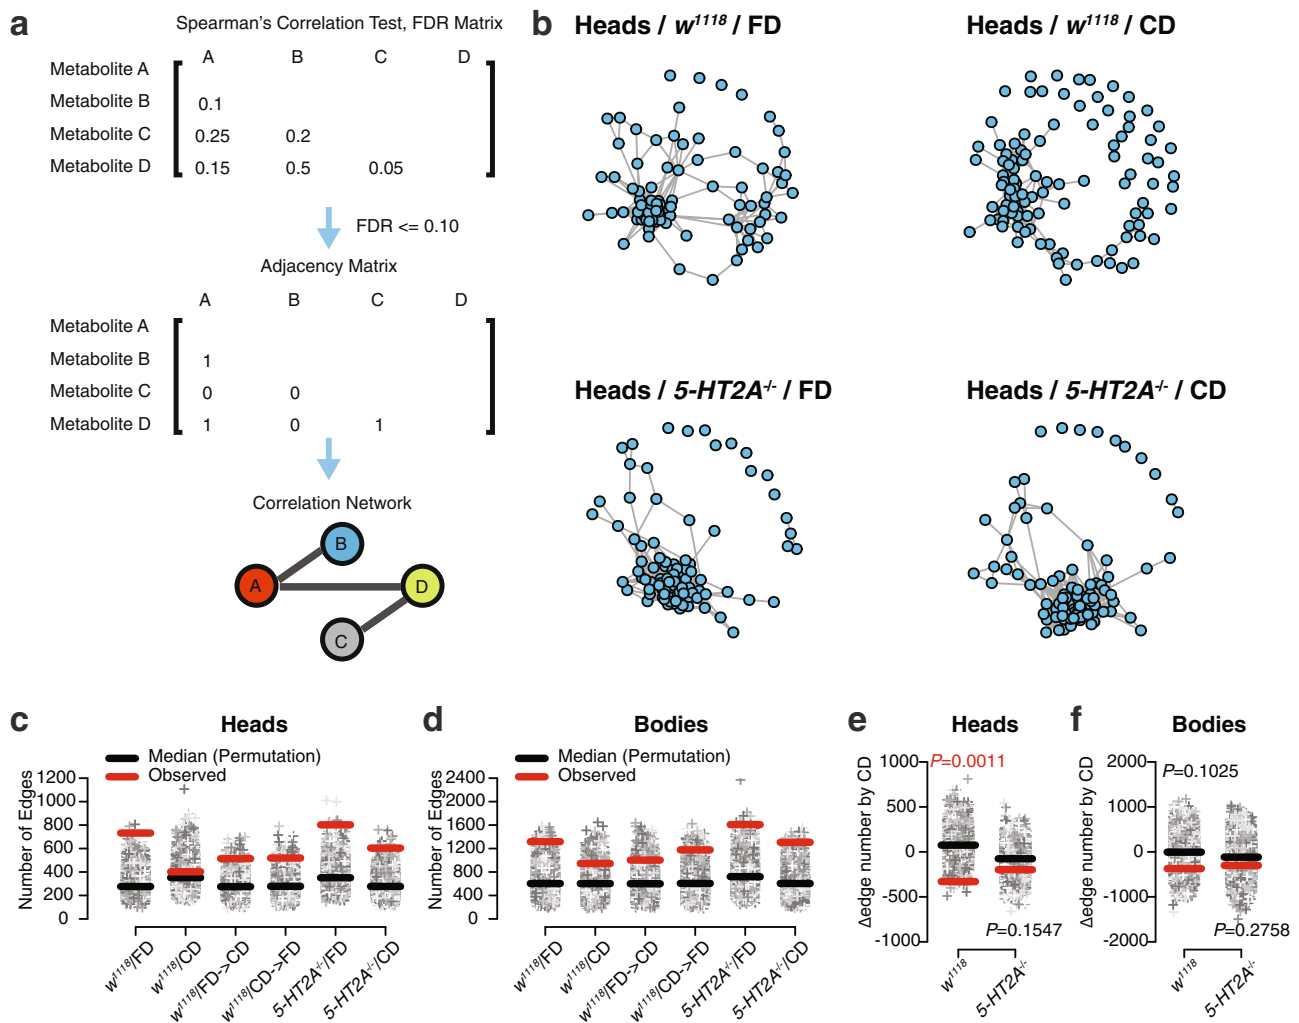 a
Spearman's Correlation Test, FDR Matrix
A B C D
Metabolite A
Metabolite B 0.1
Metabolite C 0.25 0.2
Metabolite D 0.15 0.5 0.05
FDR <= 0.10
Adjacency Matrix
A B C D
Metabolite A
Metabolite B 1
Metabolite C 0 0
Metabolite D 1 0 1
Correlation Network
B
A
D
C
b
Heads / w1118 / FD
Heads / w1118 / CD
Heads / 5-HT2A-/- / FD
Heads / 5-HT2A-/- / CD
c
Heads
Median (Permutation)
Observed
Number of Edges
1200
1000
800
600
400
200
0
w1118/FD
w1118/CD
w1118/FD->CD
w1118/CD->FD
5-HT2A-/-/FD
5-HT2A-/-/CD
d
Bodies
Median (Permutation)
Observed
Number of Edges
2400
2000
1600
1200
800
400
0
w1118/FD
w1118/CD
w1118/FD->CD
w1118/CD->FD
5-HT2A-/-/FD
5-HT2A-/-/CD
e
Heads
Δedge number by CD
1000
500
0
-500
-1000
P=0.0011
P=0.1547
w1118
5-HT2A-/-
f
Bodies
Δedge number by CD
2000
1000
0
-1000
-2000
P=0.1025
P=0.2758
w1118
5-HT2A-/-